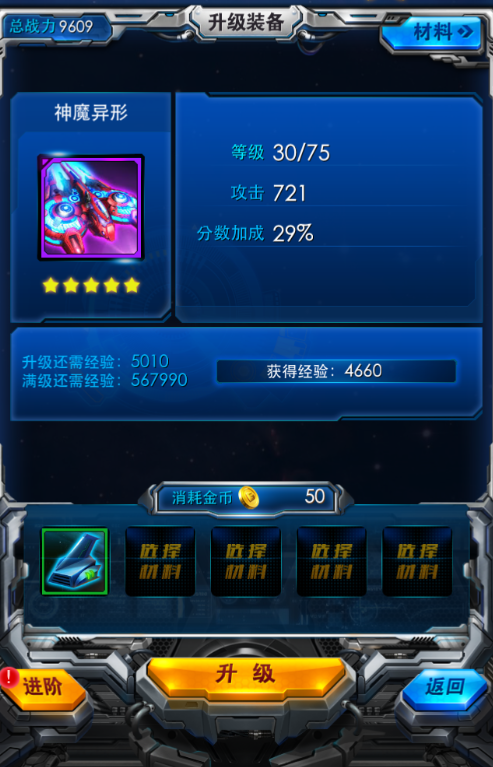 总战力 9609
升级装备
材料
神魔异形
等级 30/75
攻击 721
分数加成 29%
升级还需经验：5010
满级还需经验：567990
获得经验：4660
消耗金币 50
选择材料
选择材料
选择材料
选择材料
!
进阶
升级
返回